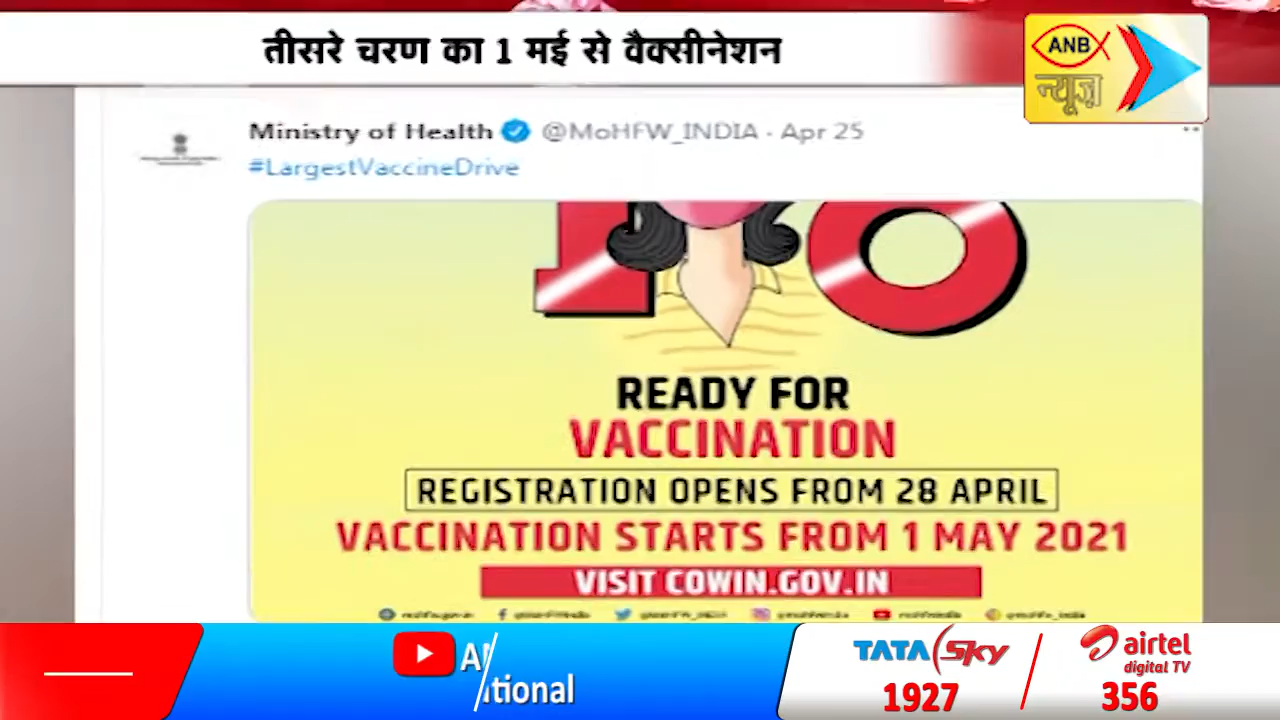 तीसरे चरण का 1 मई से वैक्सीनेशन
ANB
न्यूज़
Ministry of Health @MoHFW_INDIA · Apr 25
#LargestVaccineDrive
READY FOR
VACCINATION
REGISTRATION OPENS FROM 28 APRIL
VACCINATION STARTS FROM 1 MAY 2021
VISIT COWIN.GOV.IN
TATA Sky
1927
airtel
digital TV
356